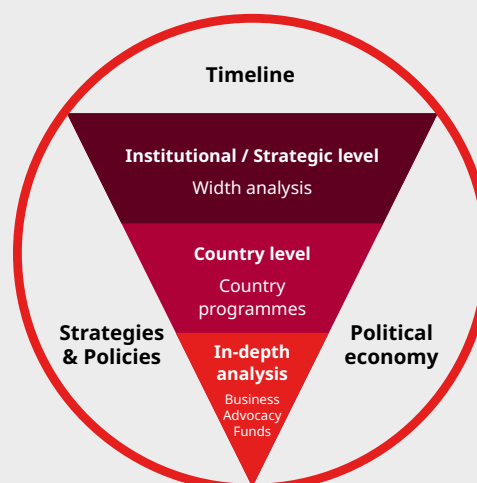 Timeline
Institutional / Strategic level
Width analysis
Country level
Country
programmes
Strategies
& Policies
Political
economy
In-depth
analysis
Business
Advocacy
Funds